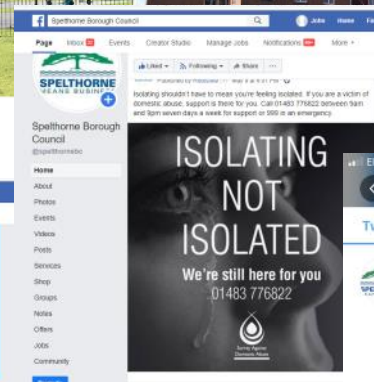 Spelthorne Borough Council
John Home
Page Inbox Events Creator Studio Manage Jobs Notifications More
Liked Following Share ...
SPELTHORNE
MEANS BUSINESS
Isolating shouldn't have to mean you're feeling isolated. If you are a victim of
domestic abuse, support is there for you. Call 01483 776822 between 9am
and 9pm seven days a week for support or 999 in an emergency
Spelthorne Borough
Council
@spelthornebc
Home
About
Photos
Events
Videos
Posts
Services
Shop
Groups
Notes
Offers
Jobs
Community
ISOLATING
NOT
ISOLATED
We're still here for you
01483 776822
Surrey Against
Domestic Abuse